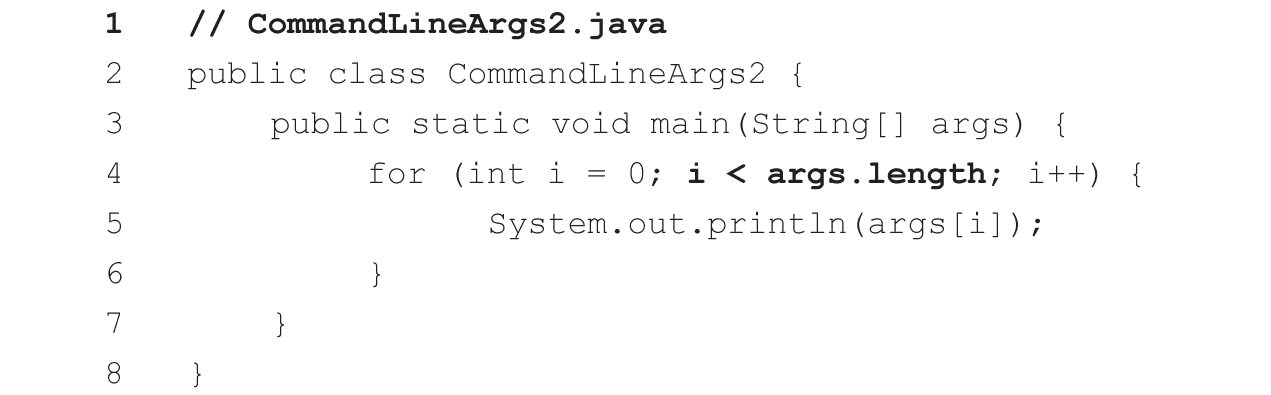 1 // CommandLineArgs2.java
2 public class CommandLineArgs2 {
3 public static void main(String[] args) {
4 for (int i = 0; i < args.length; i++) {
5 System.out.println(args[i]);
6 }
7 }
8 }